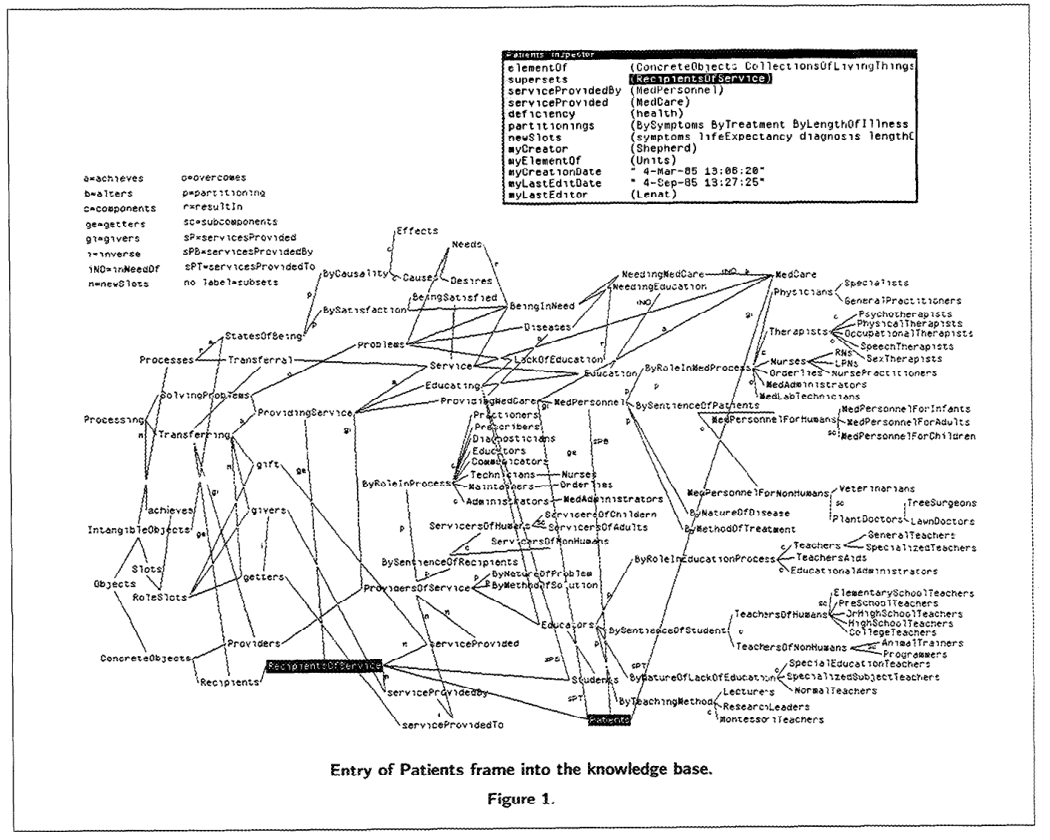 Patients Inspector
elementOf (ConcreteObjects CollectionsOfLivingThings
supersets (RecipientsOfService)
serviceProvidedBy (MedPersonnel)
serviceProvided (MedCare)
deficiency (health)
partitionings (BySymptoms ByTreatment ByLengthOfIllness
newSlots (symptoms lifeExpectancy diagnosis length
myCreator (Shepherd)
myElementOf (Units)
myCreationDate " 4-Mar-85 13:06:20"
myLastEditDate " 4-Sep-85 13:27:25"
myLastEditor (Lenat)
a=achieves o=overcomes
b=alters p=partitioning
c=components r=resultIn
ge=getters sc=subcomponents
gi=givers sP=servicesProvided
i=inverse sPB=servicesProvidedBy
iNO=inNeedOf sPT=servicesProvidedTo
n=newSlots no label=subsets
Effects
Needs
ByCausality
Causes
Desires
NeedingMedCare
NeedingEducation
MedCare
Specialists
Physicians
GeneralPractitioners
BeingSatisfied
BySatisfaction
BeingInNeed
Psychotherapists
PhysicalTherapists
Therapists
OccupationalTherapists
SpeechTherapists
SexTherapists
StatesOfBeing
Problems
Diseases
Processes
Transferral
Service
LackOfEducation
Education
ByRoleInMedProcess
Nurses
RNs
LPNs
NursePractitioners
Orderlies
MedAdministrators
MedLabTechnicians
SolvingProblems
Educating
ProvidingService
ProvidingMedCare
MedPersonnel
BySentienceOfPatients
MedPersonnelForHumans
MedPersonnelForInfants
MedPersonnelForAdults
MedPersonnelForChildren
Processing
Transferring
Practioners
Prescribers
Diagnosticians
Educators
Communicators
Technicians
Nurses
Maintainers
Orderlies
Administrators
MedAdministrators
gift
ByRoleInProcess
MedPersonnelForNonHumans
Veterinarians
PlantDoctors
TreeSurgeons
LawnDoctors
achieves
givers
ServicersOfChildern
ServicersOfHumans
ServicersOfAdults
ServicersOfNonHumans
ByNatureOfDisease
ByMethodOfTreatment
IntangibleObjects
GeneralTeachers
Teachers
SpecializedTeachers
ByRoleInEducationProcess
TeachersAids
EducationalAdministrators
BySentienceOfRecipients
Slots
getters
ByNatureOfProblem
ByMethodOfSolution
Objects
RoleSlots
ProvidersOfService
ElementarySchoolTeachers
PreSchoolTeachers
TeachersOfHumans
JrHighSchoolTeachers
HighSchoolTeachers
CollegeTeachers
Educators
BySentienceOfStudent
Providers
serviceProvided
TeachersOfNonHumans
AnimalTrainers
Programmers
ConcreteObjects
RecipientsOfService
SpecialEducationTeachers
Recipients
Students
ByNatureOfLackOfEducation
SpecializedSubjectTeachers
NormalTeachers
serviceProvidedBy
ByTeachingMethod
Lecturers
ResearchLeaders
MontessoriTeachers
serviceProvidedTo
Patients
Entry of Patients frame into the knowledge base.
Figure 1.